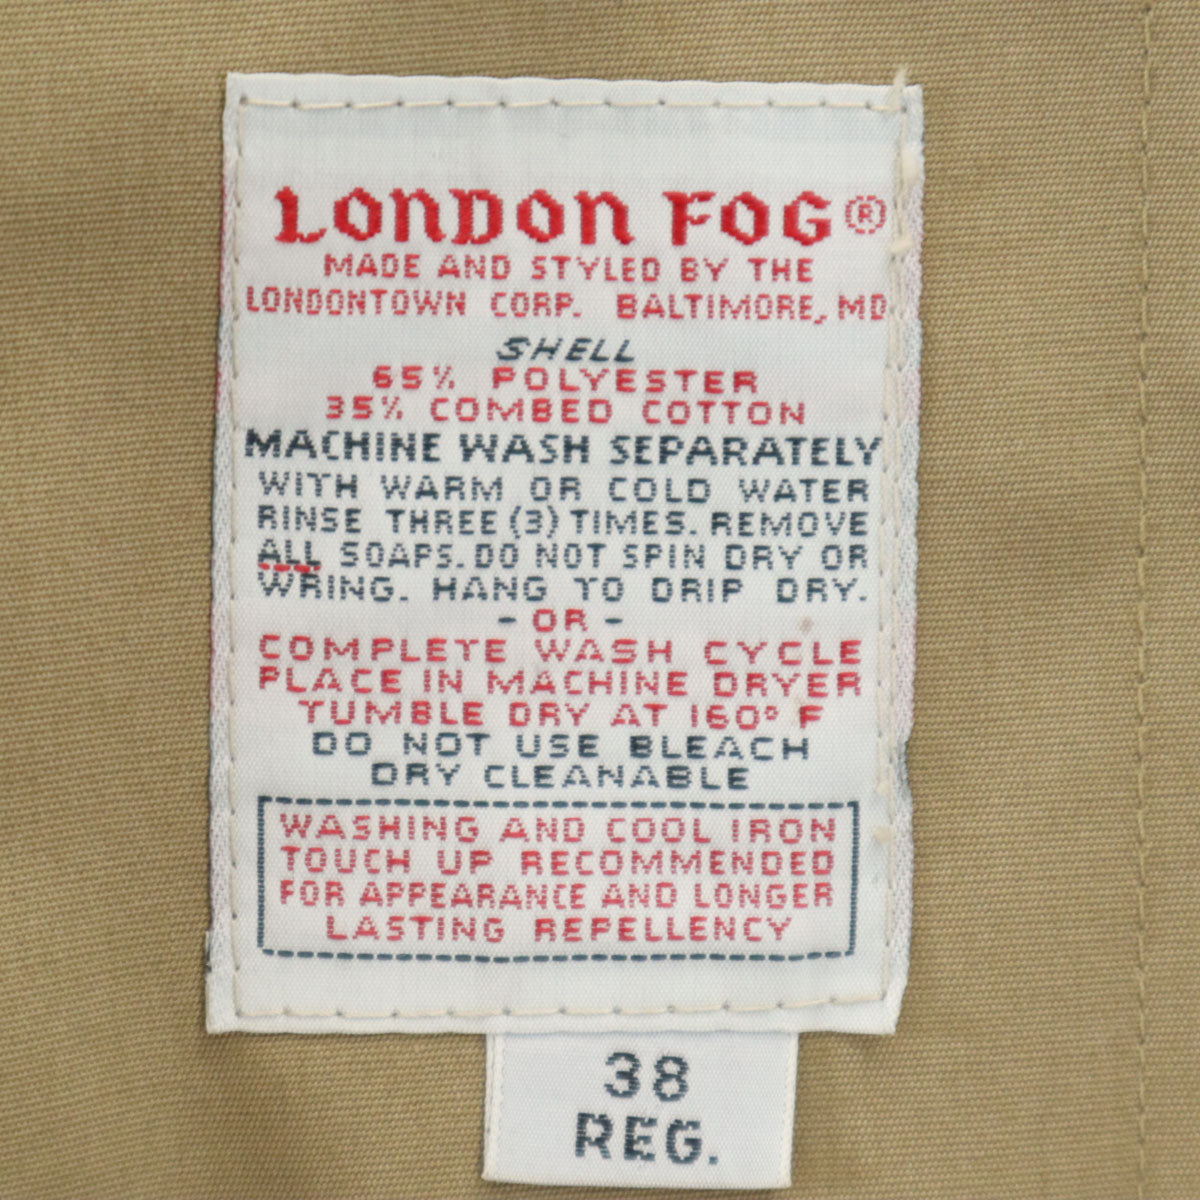 LONDON FOG®
MADE AND STYLED BY THE
LONDONTOWN CORP. BALTIMORE, MD
SHELL
65% POLYESTER
35% COMBED COTTON
MACHINE WASH SEPARATELY
WITH WARM OR COLD WATER
RINSE THREE (3) TIMES. REMOVE
ALL SOAPS. DO NOT SPIN DRY OR
WRING. HANG TO DRIP DRY.
- OR -
COMPLETE WASH CYCLE
PLACE IN MACHINE DRYER
TUMBLE DRY AT 160° F
DO NOT USE BLEACH
DRY CLEANABLE
WASHING AND COOL IRON
TOUCH UP RECOMMENDED
FOR APPEARANCE AND LONGER
LASTING REPELLENCY
38
REG.